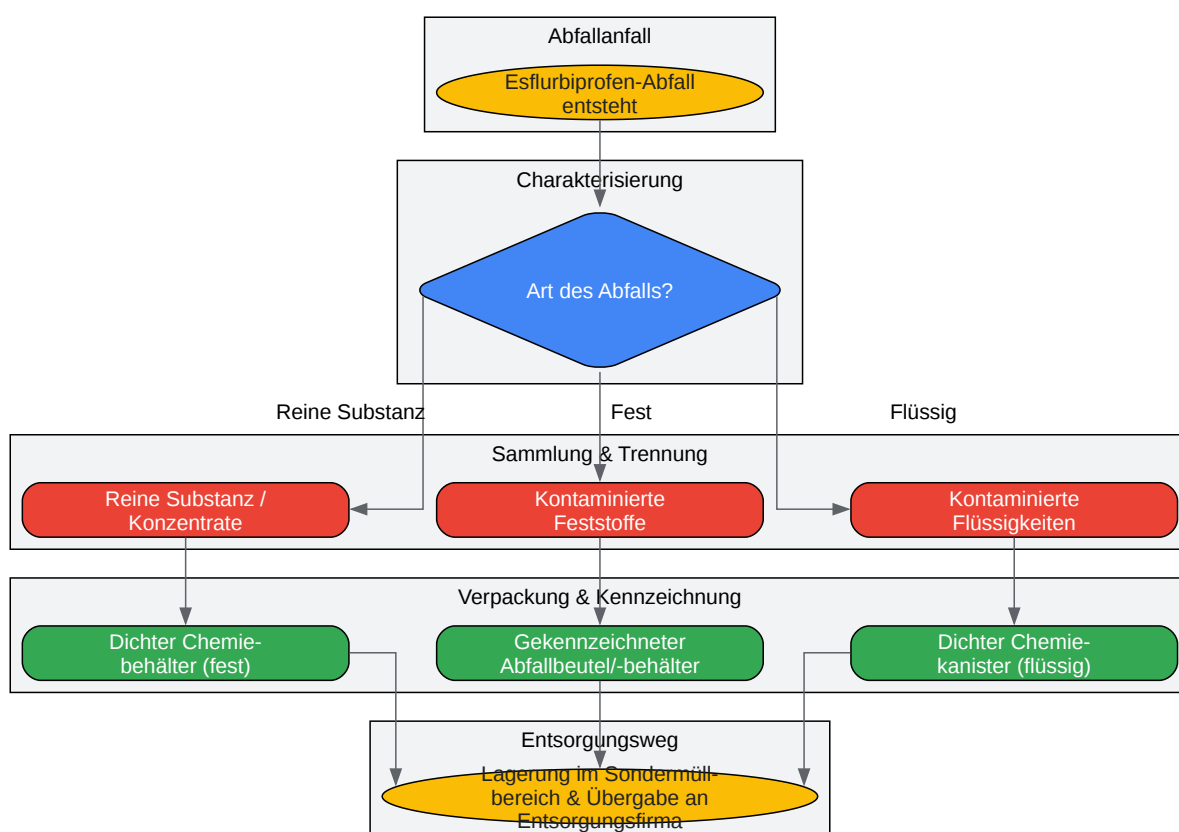 Abfallanfall
Esflurbiprofen-Abfall
entsteht
Charakterisierung
Art des Abfalls?
Reine Substanz
Fest
Flüssig
Sammlung & Trennung
Reine Substanz /
Konzentrate
Kontaminierte
Feststoffe
Kontaminierte
Flüssigkeiten
Verpackung & Kennzeichnung
Dichter Chemie-
behälter (fest)
Gekennzeichneter
Abfallbeutel/-behälter
Dichter Chemie-
kanister (flüssig)
Entsorgungsweg
Lagerung im Sondermüll-
bereich & Übergabe an
Entsorgungsfirma